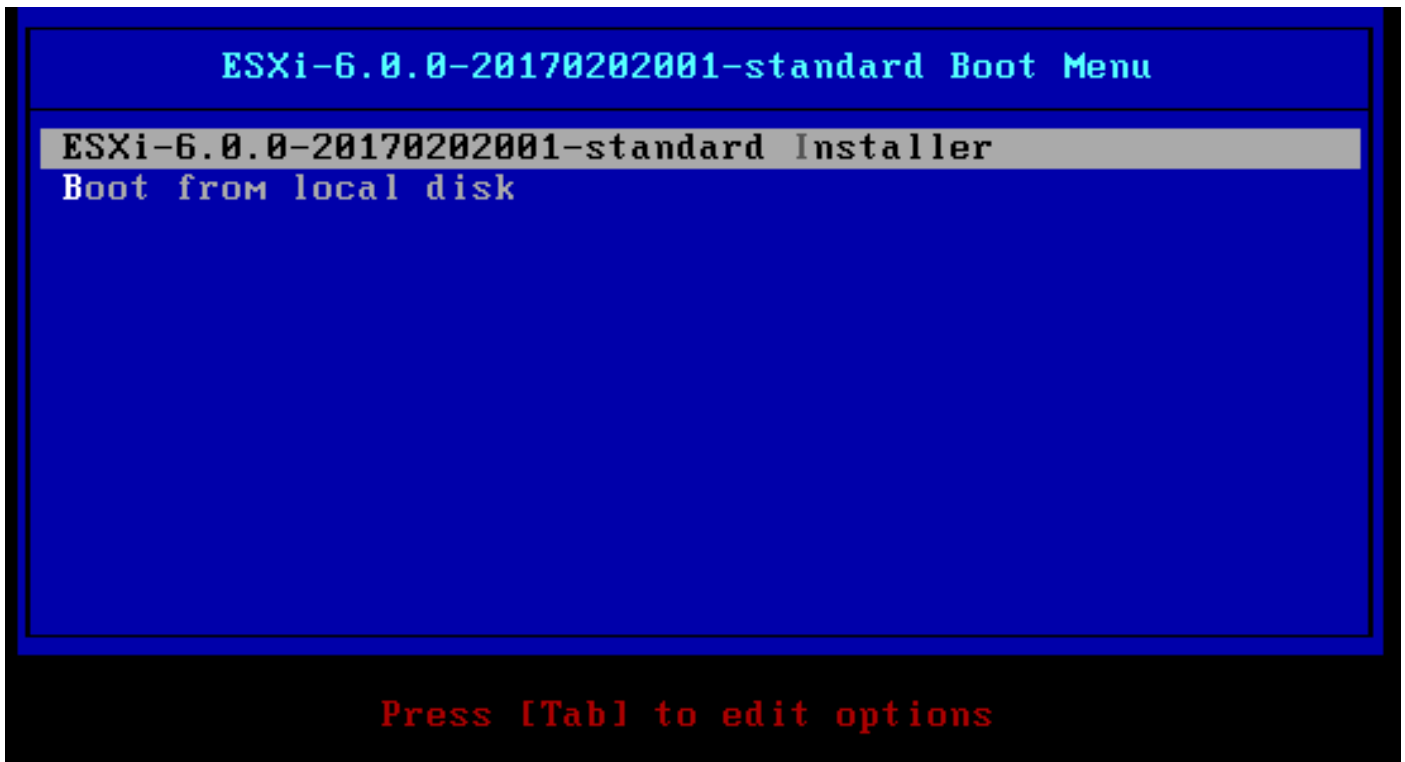 ESXi-6.0.0-20170202001-standard Boot Menu
ESXi-6.0.0-20170202001-standard Installer
Boot from local disk
Press [Tab] to edit options